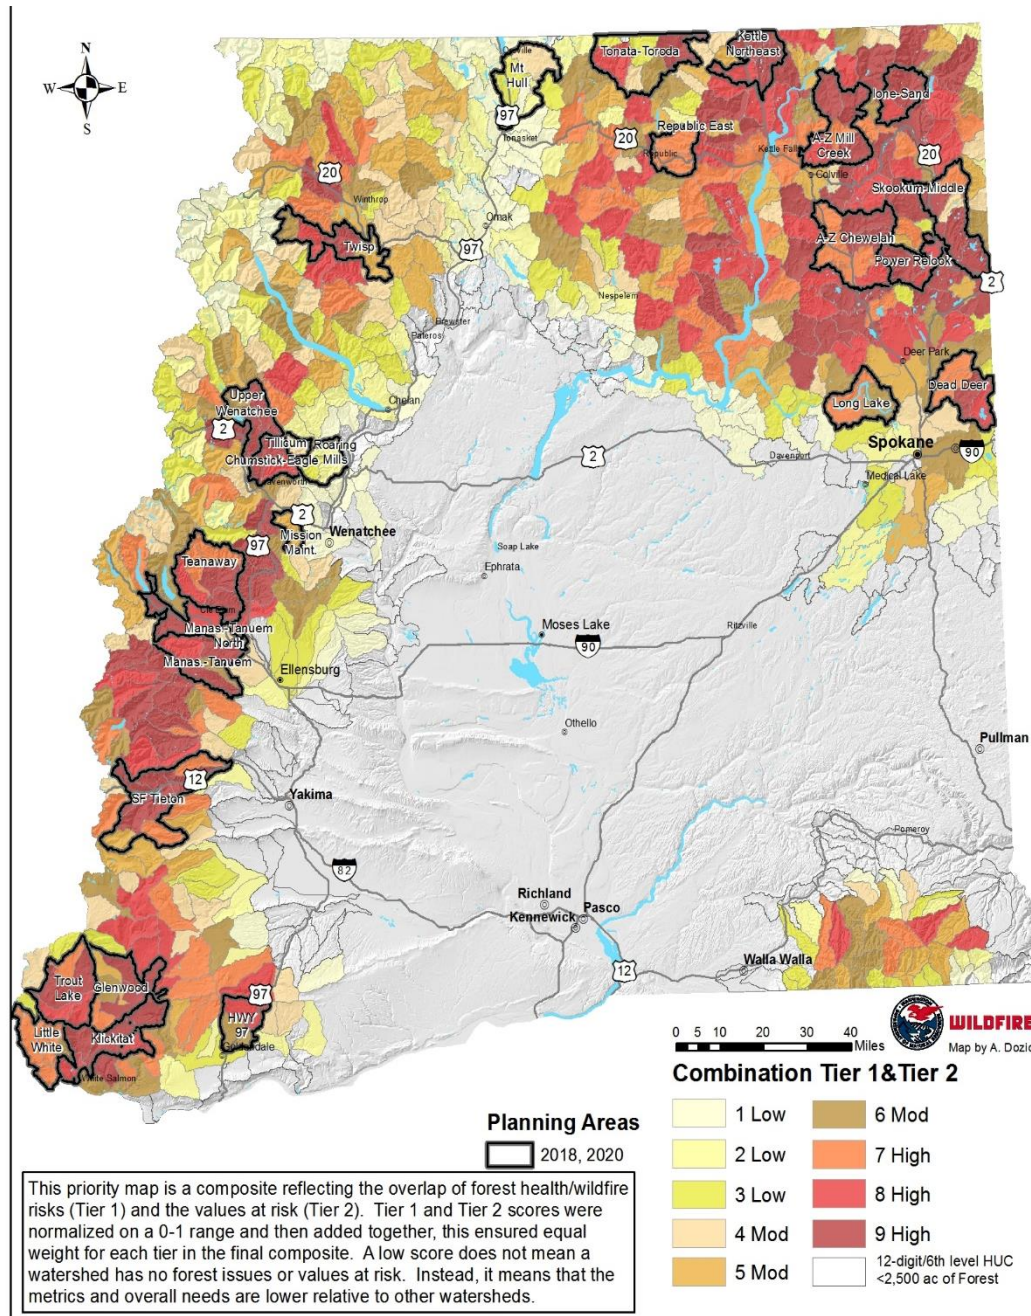 N
W E
S
Oroville
Mt
Hull
97
Tonasket
Tonata-Toroda
Kettle
Northeast
Ione-Sand
Republic East
20
Republic
Kettle Falls
A-Z Mill
Creek
Colville
20
Skookum-Middle
A-Z Chewelah
Power Relook
2
20
Winthrop
Twisp
Omak
97
Nespelem
Brewster
Pateros
Deer Park
Dead Deer
Long Lake
Upper
Wenatchee
Chelan
2
Tillicum Roaring
Chumstick-Eagle Mills
Leavenworth
2
Davenport
Spokane
90
Medical Lake
2
Mission
Maint.
Wenatchee
97
Teanaway
Cle Elum
Soap Lake
Ephrata
Manas-Tanuem
North
Manas-Tanuem
Moses Lake
90
Ritzville
Ellensburg
Othello
Pullman
12
SF Tieton
Yakima
82
Pomeroy
Richland
Kennewick
Pasco
12
Walla Walla
Trout
Lake
Glenwood
Little
White
Klickitat
White Salmon
97
HWY
97
Goldendale
0 5 10 20 30 40
Miles
WILDFIRE
Map by A. Dozic
Combination Tier 1&Tier 2
1 Low
2 Low
3 Low
4 Mod
5 Mod
6 Mod
7 High
8 High
9 High
12-digit/6th level HUC
<2,500 ac of Forest
Planning Areas
2018, 2020
This priority map is a composite reflecting the overlap of forest health/wildfire
risks (Tier 1) and the values at risk (Tier 2). Tier 1 and Tier 2 scores were
normalized on a 0-1 range and then added together, this ensured equal
weight for each tier in the final composite. A low score does not mean a
watershed has no forest issues or values at risk. Instead, it means that the
metrics and overall needs are lower relative to other watersheds.